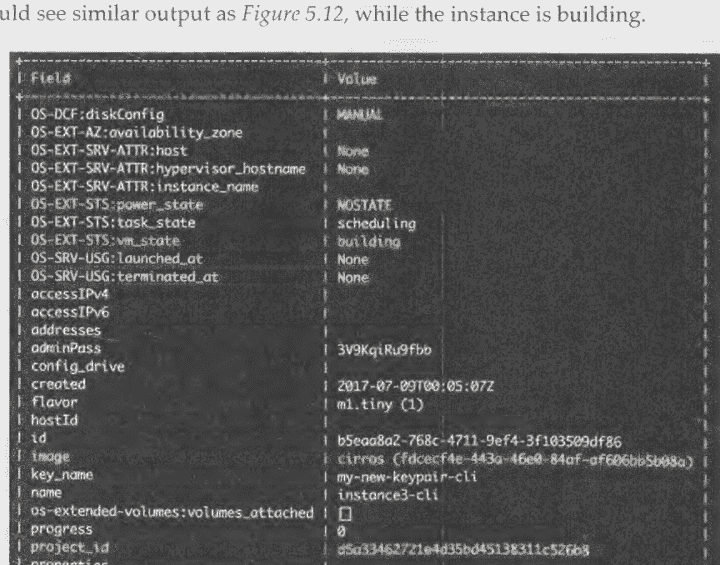 uld see similar output as Figure 5.12, while the instance is building.
| Field | Value |
| OS-DCF:diskConfig | MANUAL
| OS-EXT-AZ:availability_zone |
| OS-EXT-SRV-ATTR:host | None
| OS-EXT-SRV-ATTR:hypervisor_hostname | None
| OS-EXT-SRV-ATTR:instance_name |
| OS-EXT-STS:power_state | NOSTATE
| OS-EXT-STS:task_state | scheduling
| OS-EXT-STS:vm_state | building
| OS-SRV-USG:launched_at | None
| OS-SRV-USG:terminated_at | None
| accessIPv4 |
| accessIPv6 |
| addresses |
| adminPass | 3V9KqiRu9fbb
| config_drive |
| created | 2017-07-09T00:05:07Z
| flavor | m1.tiny (1)
| hostId |
| id | b5eaa8a2-768c-4711-9ef4-3f103509df86
| image | cirros (fdcecf4e-443a-46e0-84af-af606bb5b08a)
| key_name | my-new-keypair-cli
| name | instance3-cli
| os-extended-volumes:volumes_attached | []
| progress | 0
| project_id | d5a33462721e4d35bd45138311c526b8